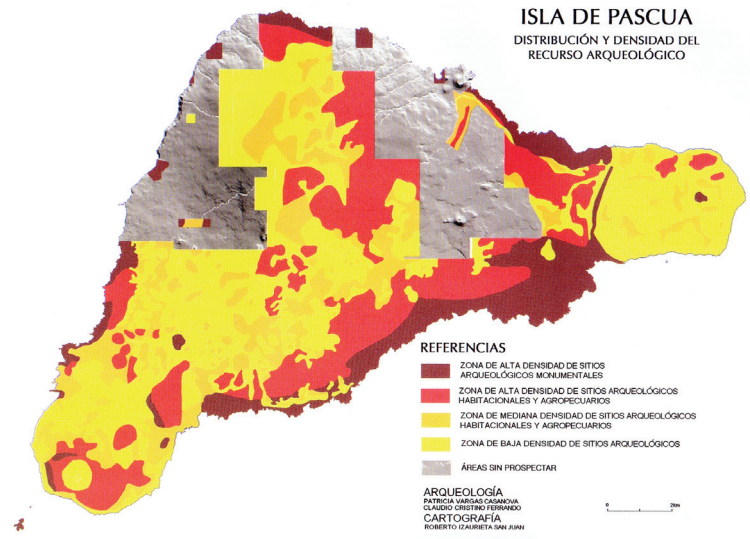 ISLA DE PASCUA
DISTRIBUCIÓN Y DENSIDAD DEL
RECURSO ARQUEOLÓGICO
REFERENCIAS
ZONA DE ALTA DENSIDAD DE SITIOS
ARQUEOLÓGICOS MONUMENTALES
ZONA DE ALTA DENSIDAD DE SITIOS ARQUEOLÓGICOS
HABITACIONALES Y AGROPECUARIOS
ZONA DE MEDIANA DENSIDAD DE SITIOS ARQUEOLÓGICOS
HABITACIONALES Y AGROPECUARIOS
ZONA DE BAJA DENSIDAD DE SITIOS ARQUEOLÓGICOS
ÁREAS SIN PROSPECTAR
ARQUEOLOGÍA
PATRICIA VARGAS CASANOVA
CLAUDIO CRISTINO FERRANDO
CARTOGRAFÍA
ROBERTO IZAURIETA SAN JUAN
0 2km